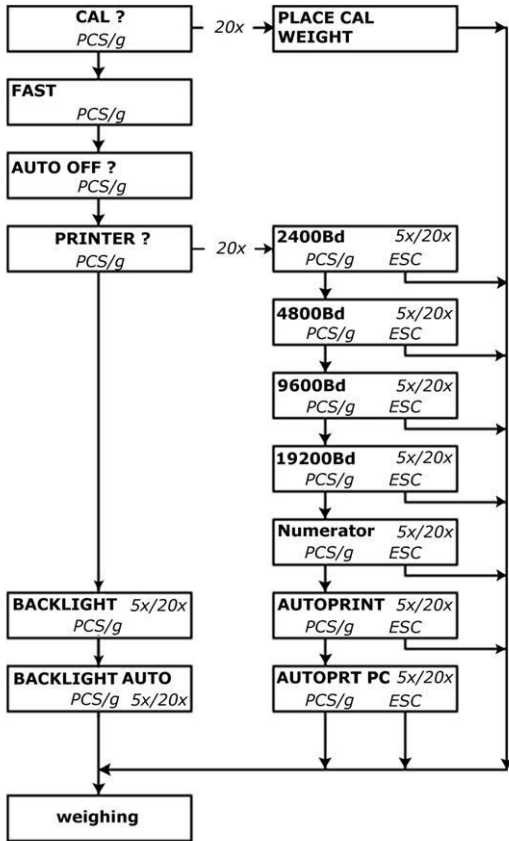 CAL ?
PCS/g
20x
PLACE CAL
WEIGHT
FAST
PCS/g
AUTO OFF ?
PCS/g
PRINTER ?
PCS/g
20x
2400Bd 5x/20x
PCS/g ESC
4800Bd 5x/20x
PCS/g ESC
9600Bd 5x/20x
PCS/g ESC
19200Bd 5x/20x
PCS/g ESC
Numerator 5x/20x
PCS/g ESC
BACKLIGHT 5x/20x
PCS/g
AUTOPRINT 5x/20x
PCS/g ESC
BACKLIGHT AUTO
PCS/g 5x/20x
AUTOPRT PC 5x/20x
PCS/g ESC
weighing